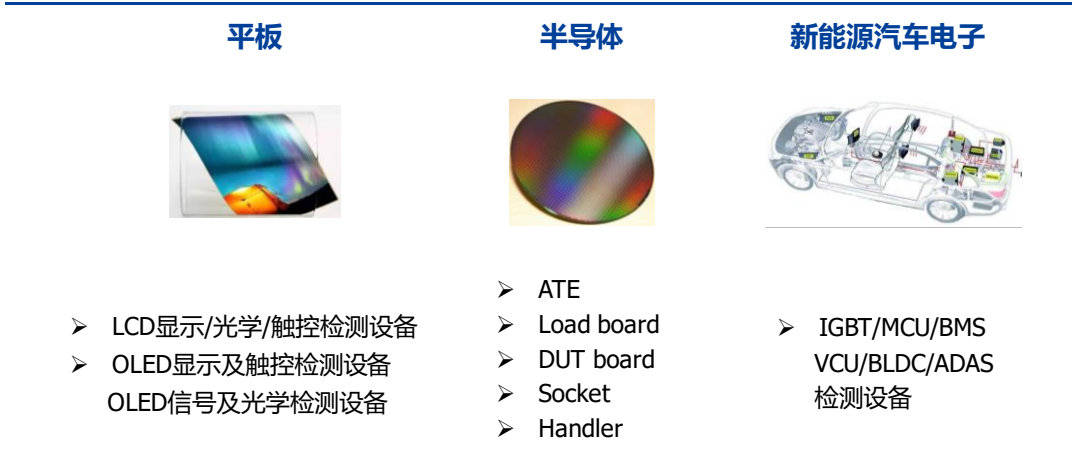 平板
半导体
新能源汽车电子
➢ LCD显示/光学/触控检测设备
➢ OLED显示及触控检测设备
OLED信号及光学检测设备
➢ ATE
➢ Load board
➢ DUT board
➢ Socket
➢ Handler
➢ IGBT/MCU/BMS
VCU/BLDC/ADAS
检测设备